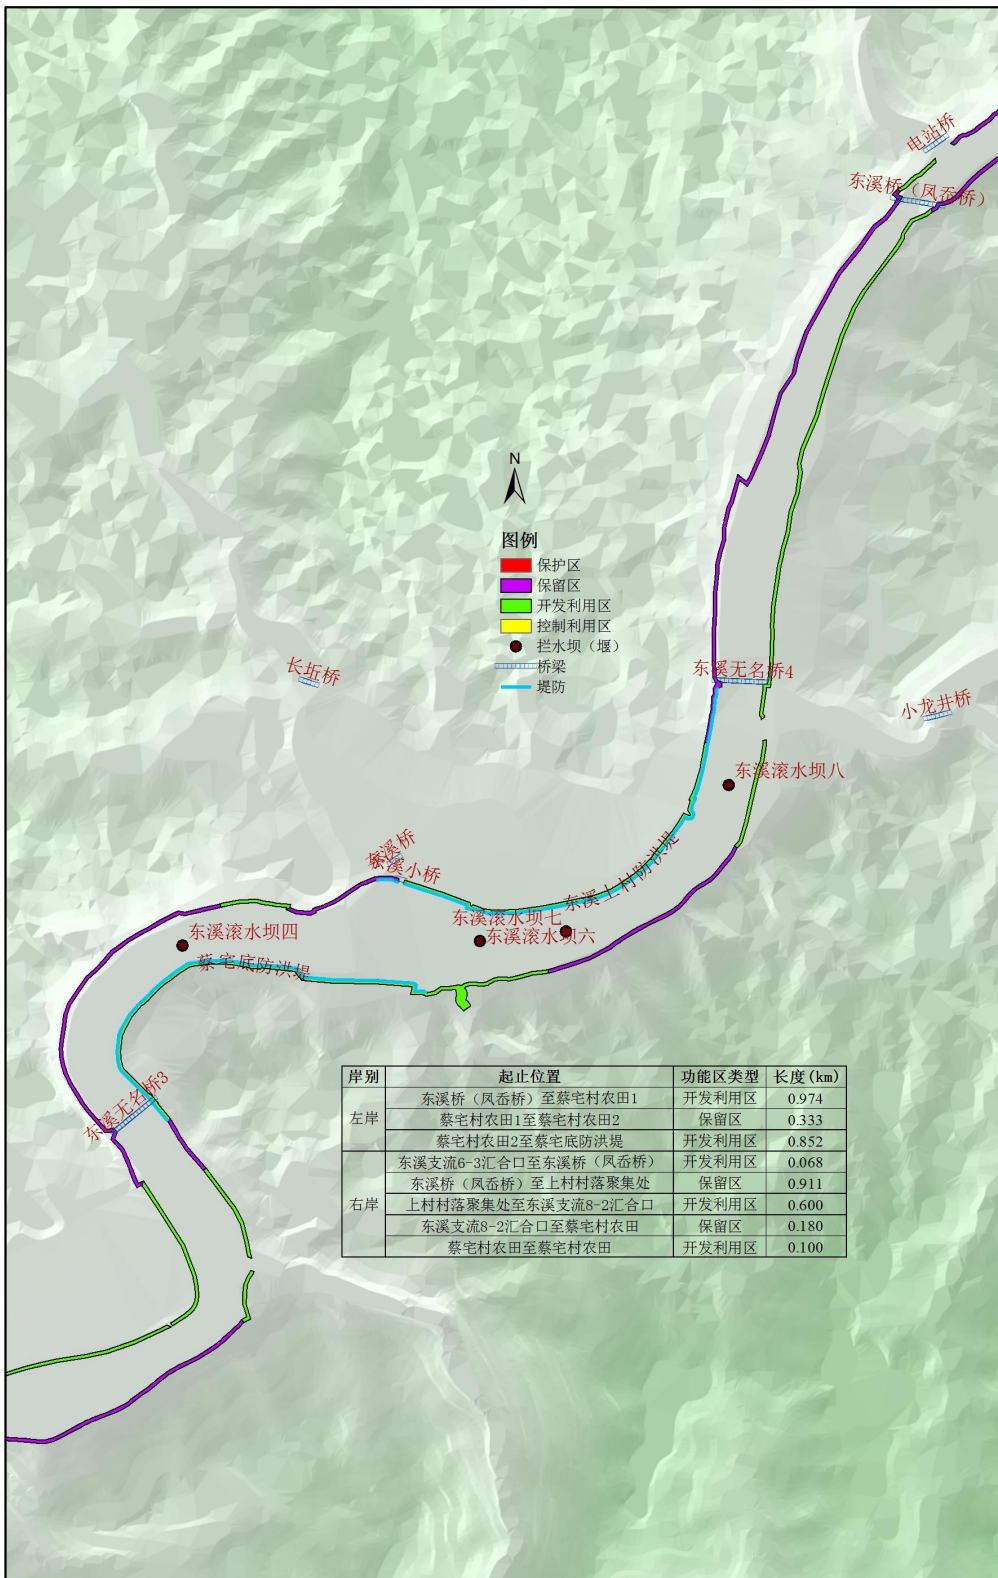 电站桥
东溪桥（凤岙桥）
N
图例
保护区
保留区
开发利用区
控制利用区
拦水坝（堰）
桥梁
堤防
长坵桥
东溪无名桥4
小龙井桥
东溪滚水坝八
东溪桥
东溪小桥
东溪上村防洪堤
东溪滚水坝七
东溪滚水坝六
东溪滚水坝四
蔡宅底防洪堤
东溪无名桥3
岸别 起止位置 功能区类型 长度(km)
左岸 东溪桥（凤岙桥）至蔡宅村农田1 开发利用区 0.974
蔡宅村农田1至蔡宅村农田2 保留区 0.333
蔡宅村农田2至蔡宅底防洪堤 开发利用区 0.852
右岸 东溪支流6-3汇合口至东溪桥（凤岙桥） 开发利用区 0.068
东溪桥（凤岙桥）至上村村落聚集处 保留区 0.911
上村村落聚集处至东溪支流8-2汇合口 开发利用区 0.600
东溪支流8-2汇合口至蔡宅村农田 保留区 0.180
蔡宅村农田至蔡宅村农田 开发利用区 0.100